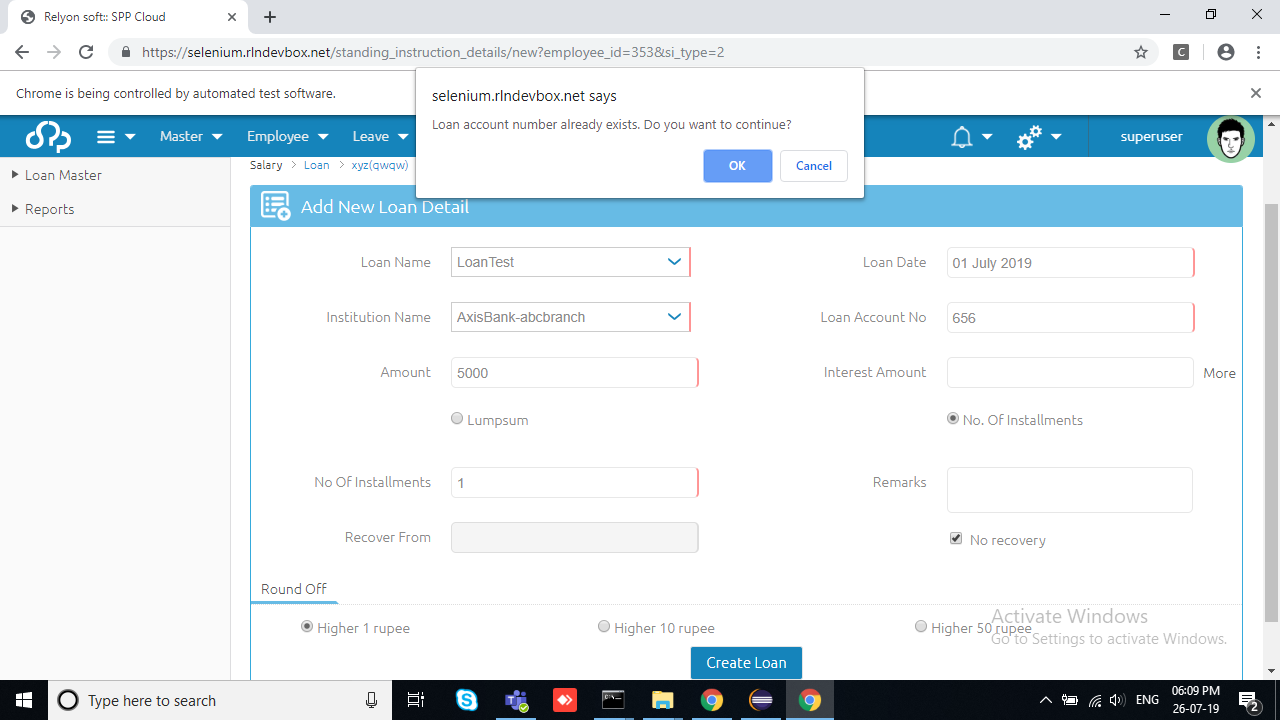 Relyon soft:: SPP Cloud
https://selenium.rlndevbox.net/standing_instruction_details/new?employee_id=353&si_type=2
C
Chrome is being controlled by automated test software.
selenium.rlndevbox.net says
Loan account number already exists. Do you want to continue?
OK Cancel
Master Employee Leave superuser
Salary > Loan > xyz(qwqw)
Loan Master
Reports
Add New Loan Detail
Loan Name LoanTest Loan Date 01 July 2019
Institution Name AxisBank-abcbranch Loan Account No 656
Amount 5000 Interest Amount More
Lumpsum No. Of Installments
No Of Installments 1 Remarks
Recover From No recovery
Round Off
Higher 1 rupee Higher 10 rupee Higher 50 rupee
Activate Windows
Go to Settings to activate Windows.
Create Loan
Type here to search ENG 06:09 PM
26-07-19 2